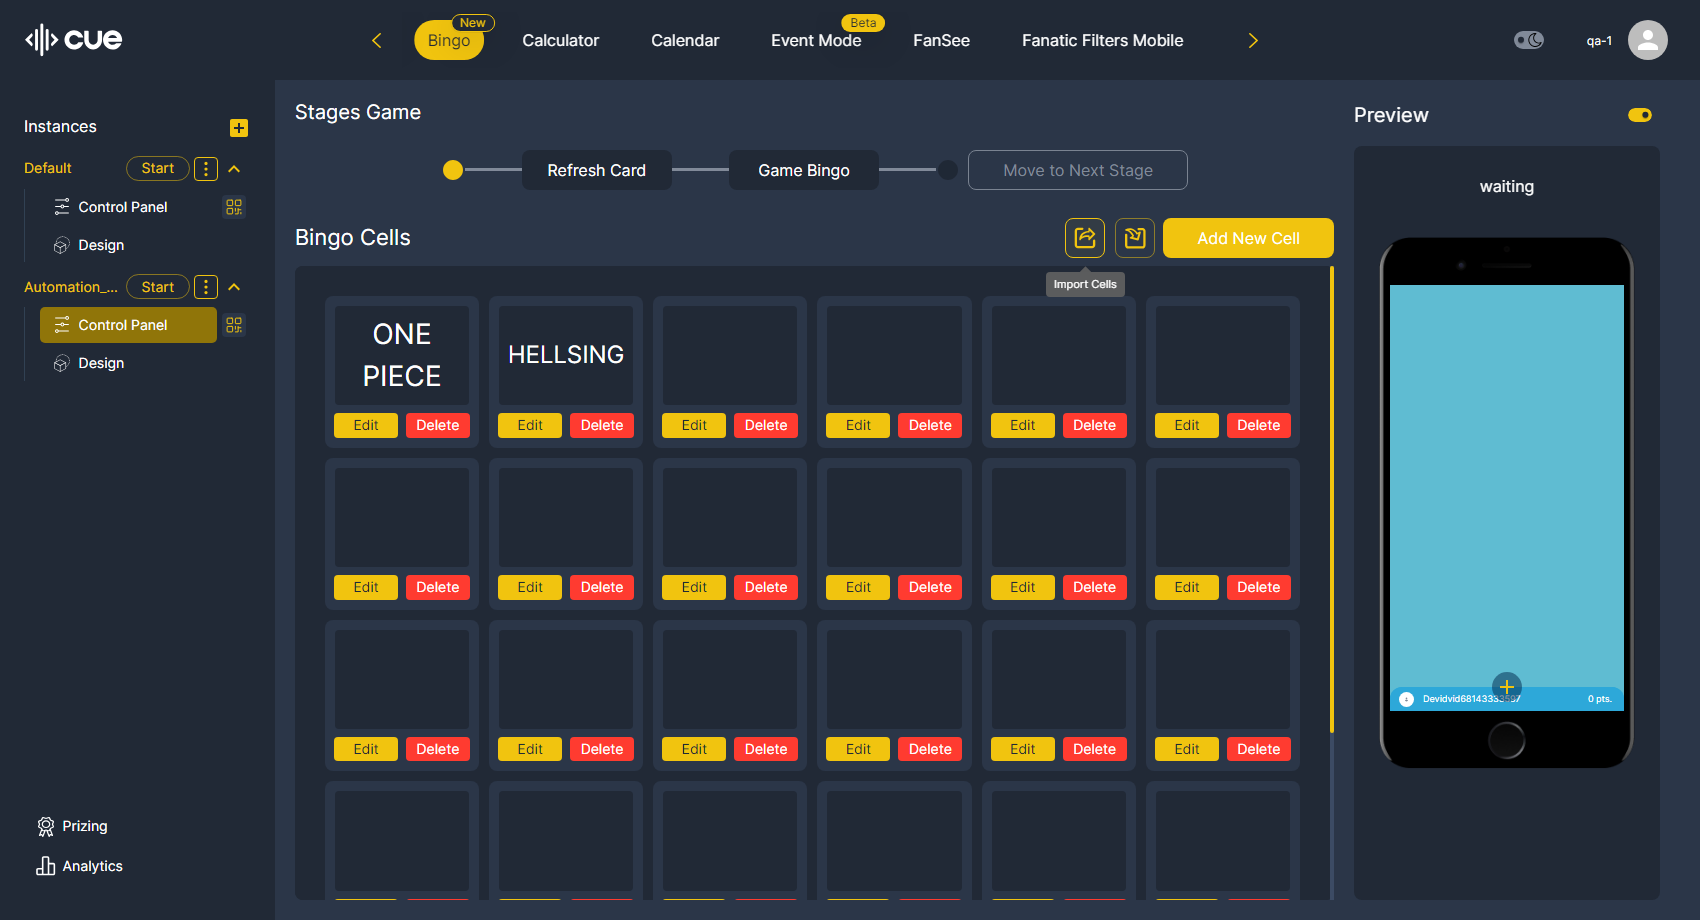 cue
Bingo
New
Calculator
Calendar
Event Mode
Beta
FanSee
Fanatic Filters Mobile
qa-1
Instances
Default
Start
Control Panel
Design
Automation_...
Start
Control Panel
Design
Prizing
Analytics
Stages Game
Refresh Card
Game Bingo
Move to Next Stage
Bingo Cells
Add New Cell
Import Cells
ONE
PIECE
HELLSING
Edit Delete Edit Delete Edit Delete Edit Delete Edit Delete Edit Delete
Edit Delete Edit Delete Edit Delete Edit Delete Edit Delete Edit Delete
Edit Delete Edit Delete Edit Delete Edit Delete Edit Delete Edit Delete
Preview
waiting
0 pts.